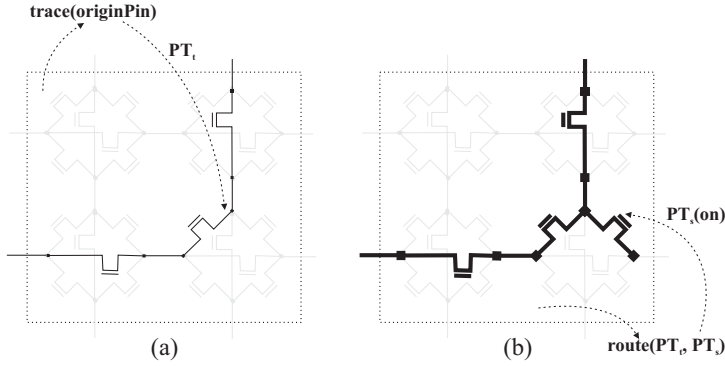 trace(originPin)
PTₜ
(a)
PTₛ(on)
(b)
route(PTₜ, PTₛ)